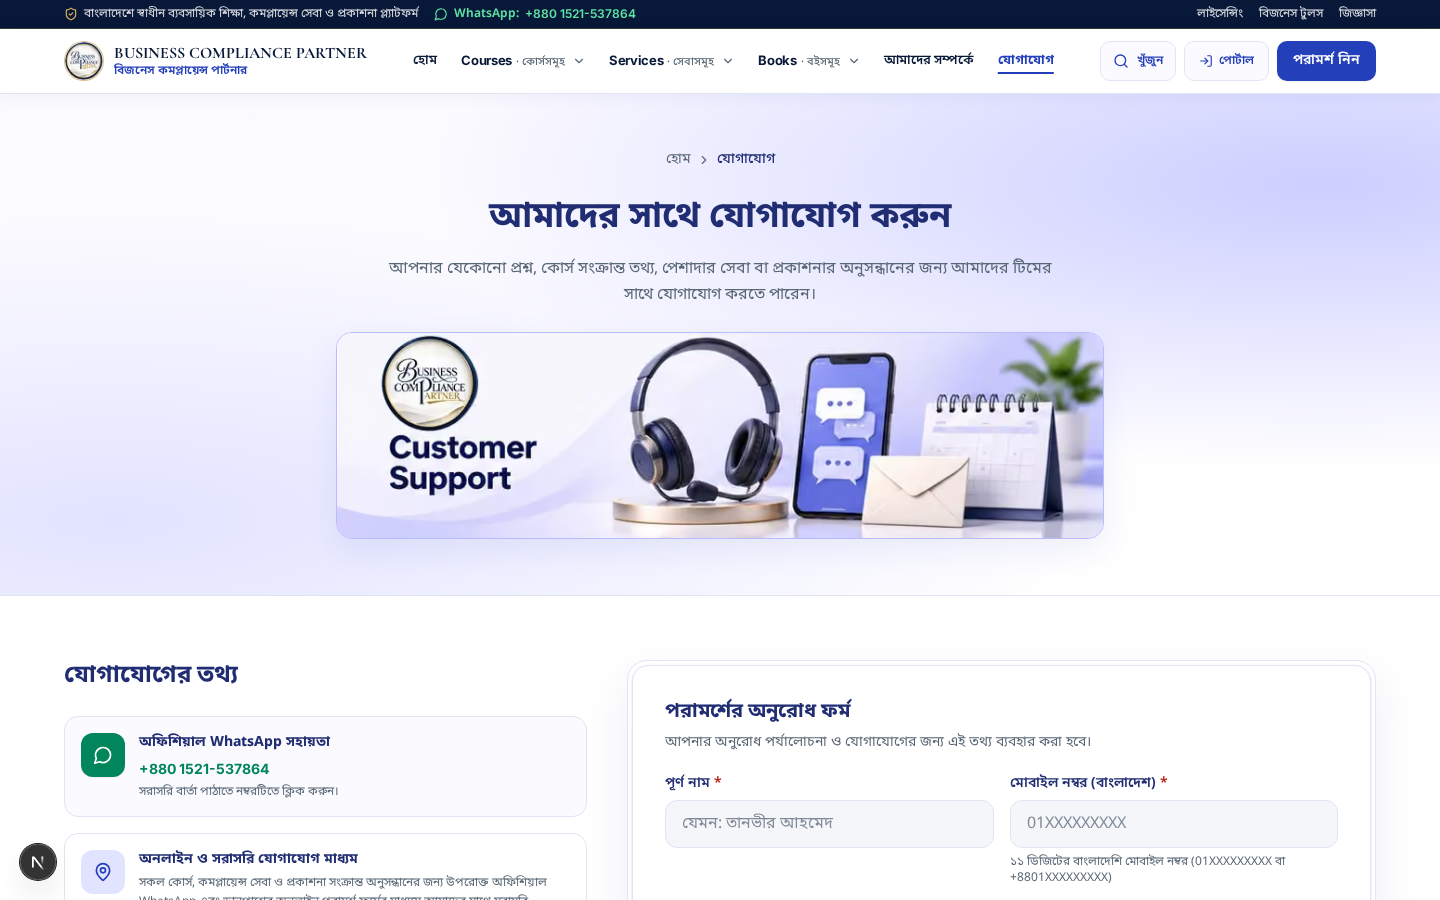 বাংলাদেশে স্বাধীন ব্যবসায়িক শিক্ষা, কমপ্লায়েন্স সেবা ও প্রকাশনা প্ল্যাটফর্ম
WhatsApp: +880 1521-537864
লাইসেন্সিং বিজনেস টুলস জিজ্ঞাসা
BUSINESS COMPLIANCE PARTNER
বিজনেস কমপ্লায়েন্স পার্টনার
হোম Courses · কোর্সসমূহ Services · সেবাসমূহ Books · বইসমূহ আমাদের সম্পর্কে যোগাযোগ
খুঁজুন পোর্টাল পরামর্শ নিন
হোম যোগাযোগ
আমাদের সাথে যোগাযোগ করুন
আপনার যেকোনো প্রশ্ন, কোর্স সংক্রান্ত তথ্য, পেশাদার সেবা বা প্রকাশনার অনুসন্ধানের জন্য আমাদের টিমের
সাথে যোগাযোগ করতে পারেন।
BUSINESS
COMPLIANCE
PARTNER
Customer
Support
যোগাযোগের তথ্য
অফিশিয়াল WhatsApp সহায়তা
+880 1521-537864
সরাসরি বার্তা পাঠাতে নম্বরটিতে ক্লিক করুন।
অনলাইন ও সরাসরি যোগাযোগ মাধ্যম
সকল কোর্স, কমপ্লায়েন্স সেবা ও প্রকাশনা সংক্রান্ত অনুসন্ধানের জন্য উপরোক্ত অফিশিয়াল
পরামর্শের অনুরোধ ফর্ম
আপনার অনুরোধ পর্যালোচনা ও যোগাযোগের জন্য এই তথ্য ব্যবহার করা হবে।
পূর্ণ নাম *
যেমন: তানভীর আহমেদ
মোবাইল নম্বর (বাংলাদেশ) *
01XXXXXXXXX
১১ ডিজিটের বাংলাদেশি মোবাইল নম্বর (01XXXXXXXXX বা
+8801XXXXXXXXX)